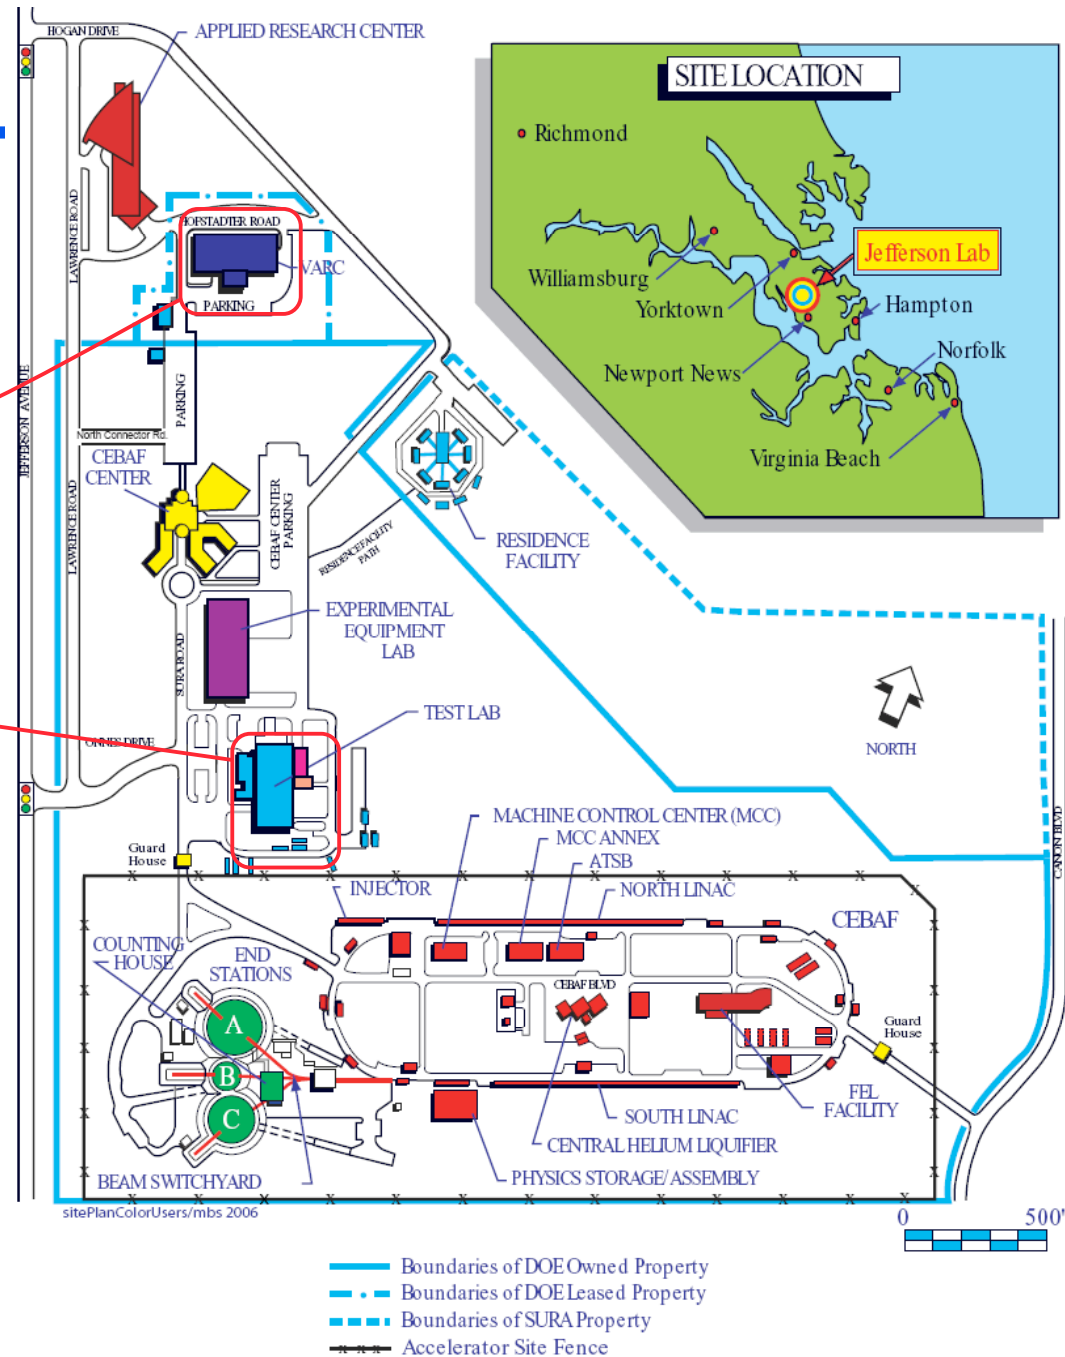 HOGAN DRIVE
APPLIED RESEARCH CENTER
SITE LOCATION
Richmond
LAWRENCE ROAD
HOFSTADTER ROAD
VARC
PARKING
Williamsburg
Yorktown
Jefferson Lab
Hampton
Newport News
Norfolk
Virginia Beach
JEFFERSON AVENUE
PARKING
North Connector Rd.
CEBAF
CENTER
LAWRENCE ROAD
CEBAF CENTER
PARKING
RESIDENCE FACILITY
PATH
RESIDENCE
FACILITY
EXPERIMENTAL
EQUIPMENT
LAB
SURA ROAD
TEST LAB
ONNES DRIVE
NORTH
CANON BLVD
Guard
House
MACHINE CONTROL CENTER (MCC)
MCC ANNEX
ATSB
INJECTOR
NORTH LINAC
CEBAF
COUNTING
HOUSE
END
STATIONS
CEBAF BLVD
A
B
C
Guard
House
FEL
FACILITY
SOUTH LINAC
CENTRAL HELIUM LIQUIFIER
PHYSICS STORAGE/ASSEMBLY
BEAM SWITCHYARD
sitePlanColorUsers/mbs 2006
0 500'
Boundaries of DOE Owned Property
Boundaries of DOE Leased Property
Boundaries of SURA Property
Accelerator Site Fence